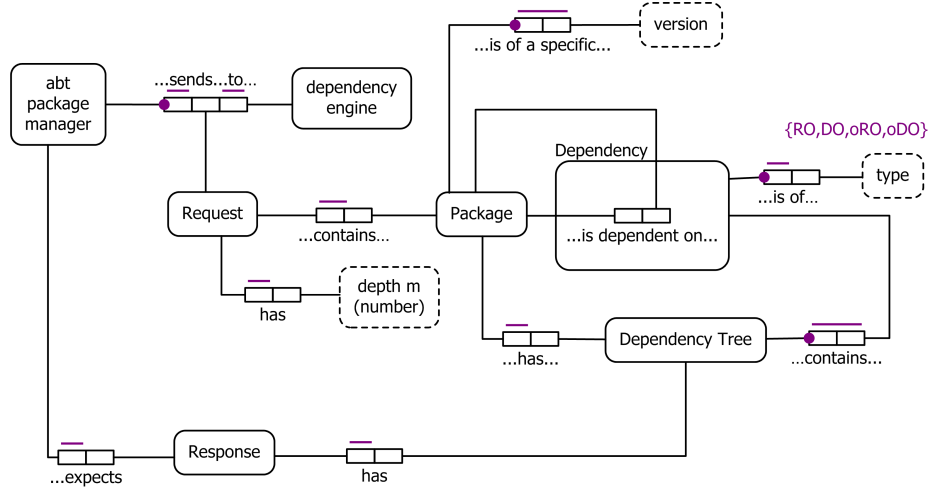 ...is of a specific...
version
abt
package
manager
...sends...to...
dependency
engine
{RO,DO,oRO,oDO}
Dependency
type
...is of...
Request
...contains...
Package
...is dependent on...
depth m
(number)
has
Dependency Tree
...has...
...contains...
Response
...expects
has